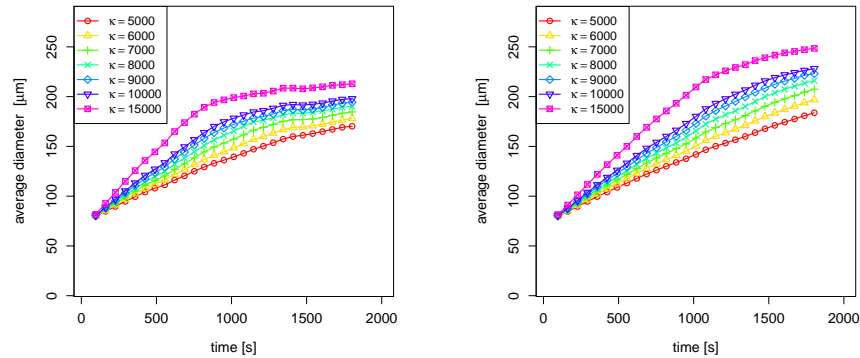 κ = 5000
κ = 6000
κ = 7000
κ = 8000
κ = 9000
κ = 10000
κ = 15000
average diameter [μm]
0
50
100
150
200
250
0
500
1000
1500
2000
time [s]
κ = 5000
κ = 6000
κ = 7000
κ = 8000
κ = 9000
κ = 10000
κ = 15000
average diameter [μm]
0
50
100
150
200
250
0
500
1000
1500
2000
time [s]